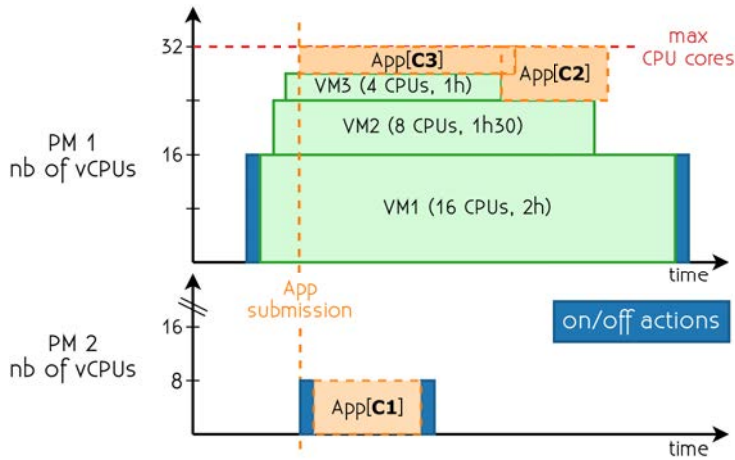 32
max
CPU cores
App[C3]
App[C2]
VM3 (4 CPUs, 1h)
PM 1
nb of vCPUs
VM2 (8 CPUs, 1h30)
16
VM1 (16 CPUs, 2h)
time
App
submission
on/off actions
PM 2
nb of vCPUs
16
8
App[C1]
time